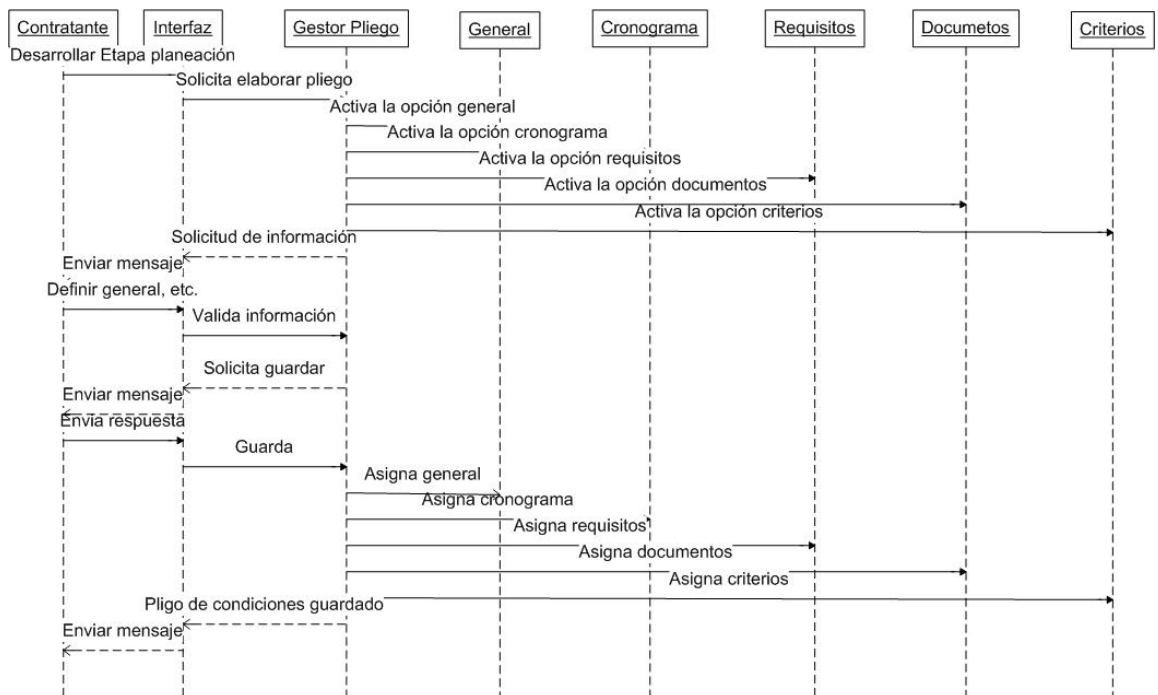 Contratante
Interfaz
Gestor Pliego
General
Cronograma
Requisitos
Documetos
Criterios
Desarrollar Etapa planeación
Solicita elaborar pliego
Activa la opción general
Activa la opción cronograma
Activa la opción requisitos
Activa la opción documentos
Activa la opción criterios
Solicitud de información
Enviar mensaje
Definir general, etc.
Valida información
Solicita guardar
Enviar mensaje
Envia respuesta
Guarda
Asigna general
Asigna cronograma
Asigna requisitos
Asigna documentos
Asigna criterios
Pligo de condiciones guardado
Enviar mensaje